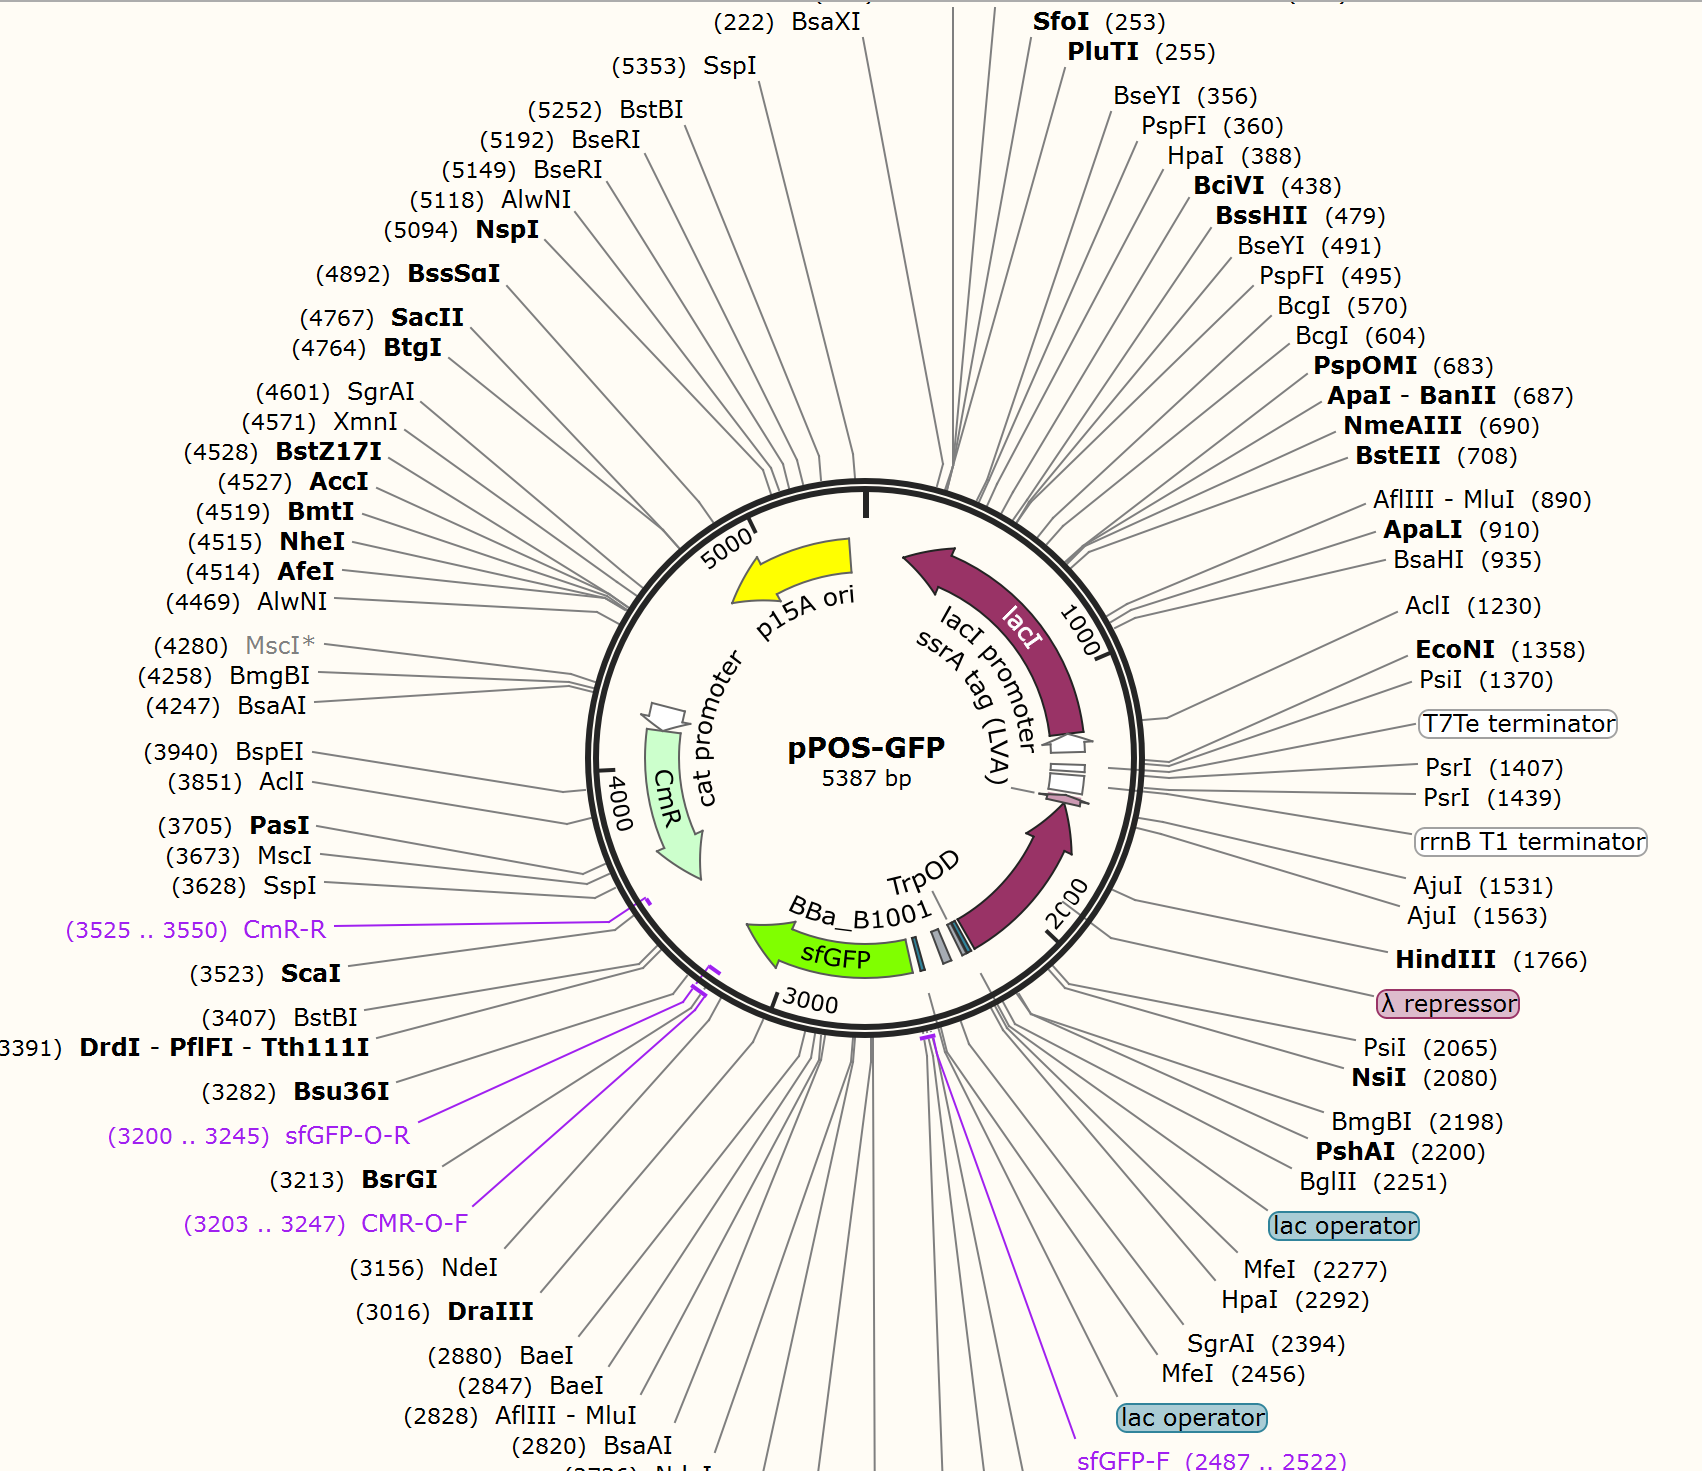 (222) BsaXI
(5353) SspI
(5252) BstBI
(5192) BseRI
(5149) BseRI
(5118) AlwNI
(5094) NspI
(4892) BssSαI
(4767) SacII
(4764) BtgI
(4601) SgrAI
(4571) XmnI
(4528) BstZ17I
(4527) AccI
(4519) BmtI
(4515) NheI
(4514) AfeI
(4469) AlwNI
(4280) MscI*
(4258) BmgBI
(4247) BsaAI
(3940) BspEI
(3851) AclI
(3705) PasI
(3673) MscI
(3628) SspI
(3525 .. 3550) CmR-R
(3523) ScaI
(3407) BstBI
3391) DrdI - PflFI - Tth111I
(3282) Bsu36I
(3200 .. 3245) sfGFP-O-R
(3213) BsrGI
(3203 .. 3247) CMR-O-F
(3156) NdeI
(3016) DraIII
(2880) BaeI
(2847) BaeI
(2828) AflIII - MluI
(2820) BsaAI
SfoI (253)
PluTI (255)
BseYI (356)
PspFI (360)
HpaI (388)
BciVI (438)
BssHII (479)
BseYI (491)
PspFI (495)
BcgI (570)
BcgI (604)
PspOMI (683)
ApaI - BanII (687)
NmeAIII (690)
BstEII (708)
AflIII - MluI (890)
ApaLI (910)
BsaHI (935)
AclI (1230)
EcoNI (1358)
PsiI (1370)
T7Te terminator
PsrI (1407)
PsrI (1439)
rrnB T1 terminator
AjuI (1531)
AjuI (1563)
HindIII (1766)
λ repressor
PsiI (2065)
NsiI (2080)
BmgBI (2198)
PshAI (2200)
BglII (2251)
lac operator
MfeI (2277)
HpaI (2292)
SgrAI (2394)
MfeI (2456)
lac operator
sfGFP-F (2487 .. 2522)
5000
1000
2000
3000
4000
p15A ori
lacI
lacI promoter
ssrA tag (LVA)
cat promoter
CmR
pPOS-GFP
5387 bp
TrpOD
BBa_B1001
sfGFP